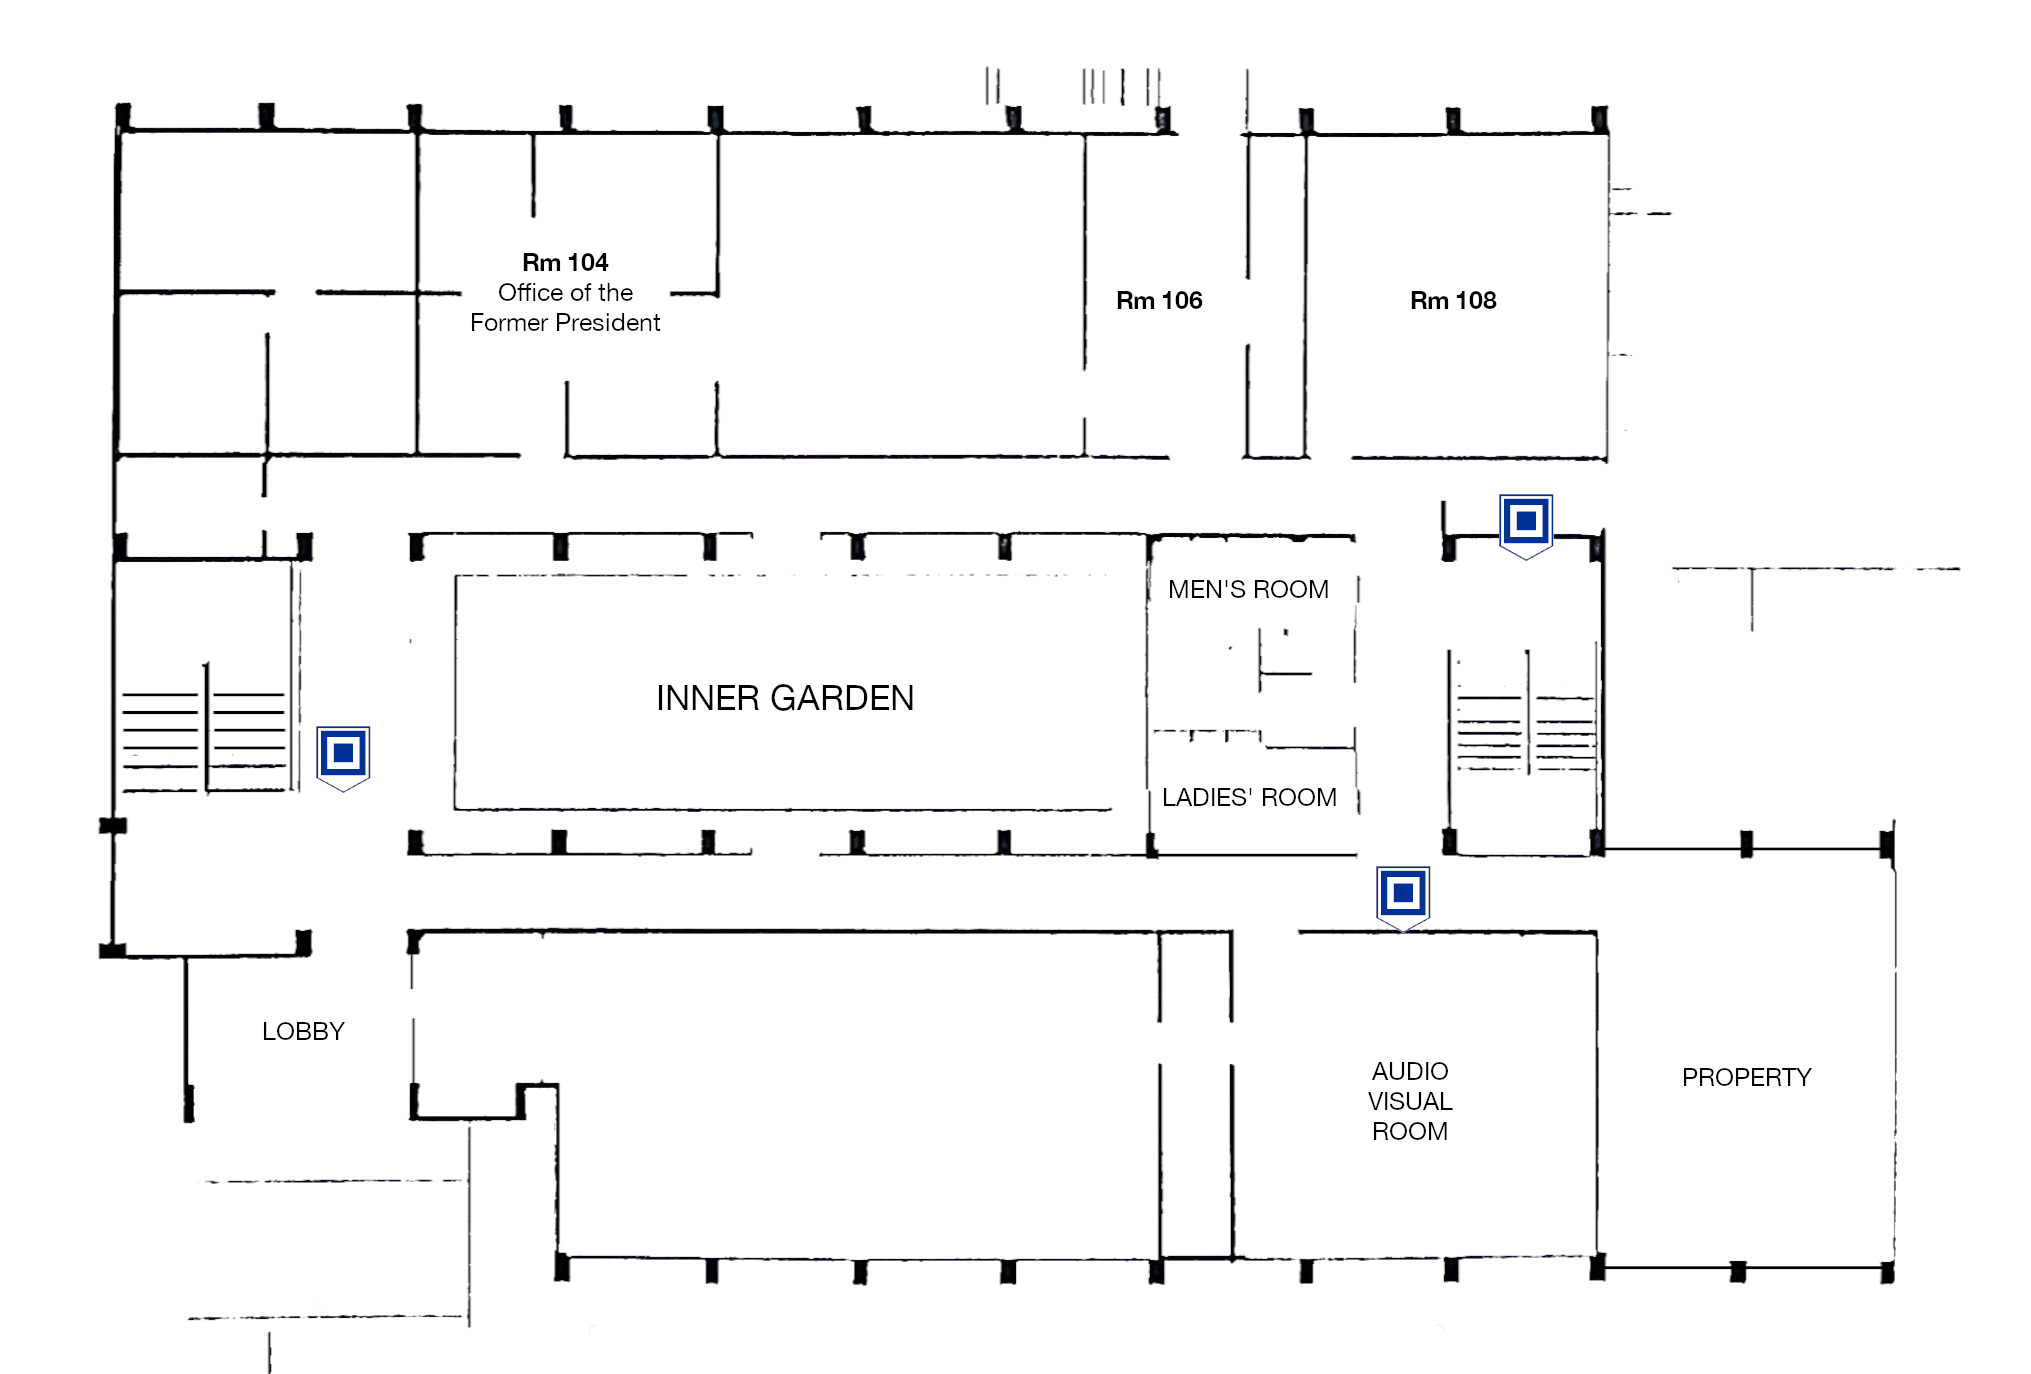 Rm 104
Office of the
Former President
Rm 106
Rm 108
MEN'S ROOM
INNER GARDEN
LADIES' ROOM
LOBBY
AUDIO
VISUAL
ROOM
PROPERTY